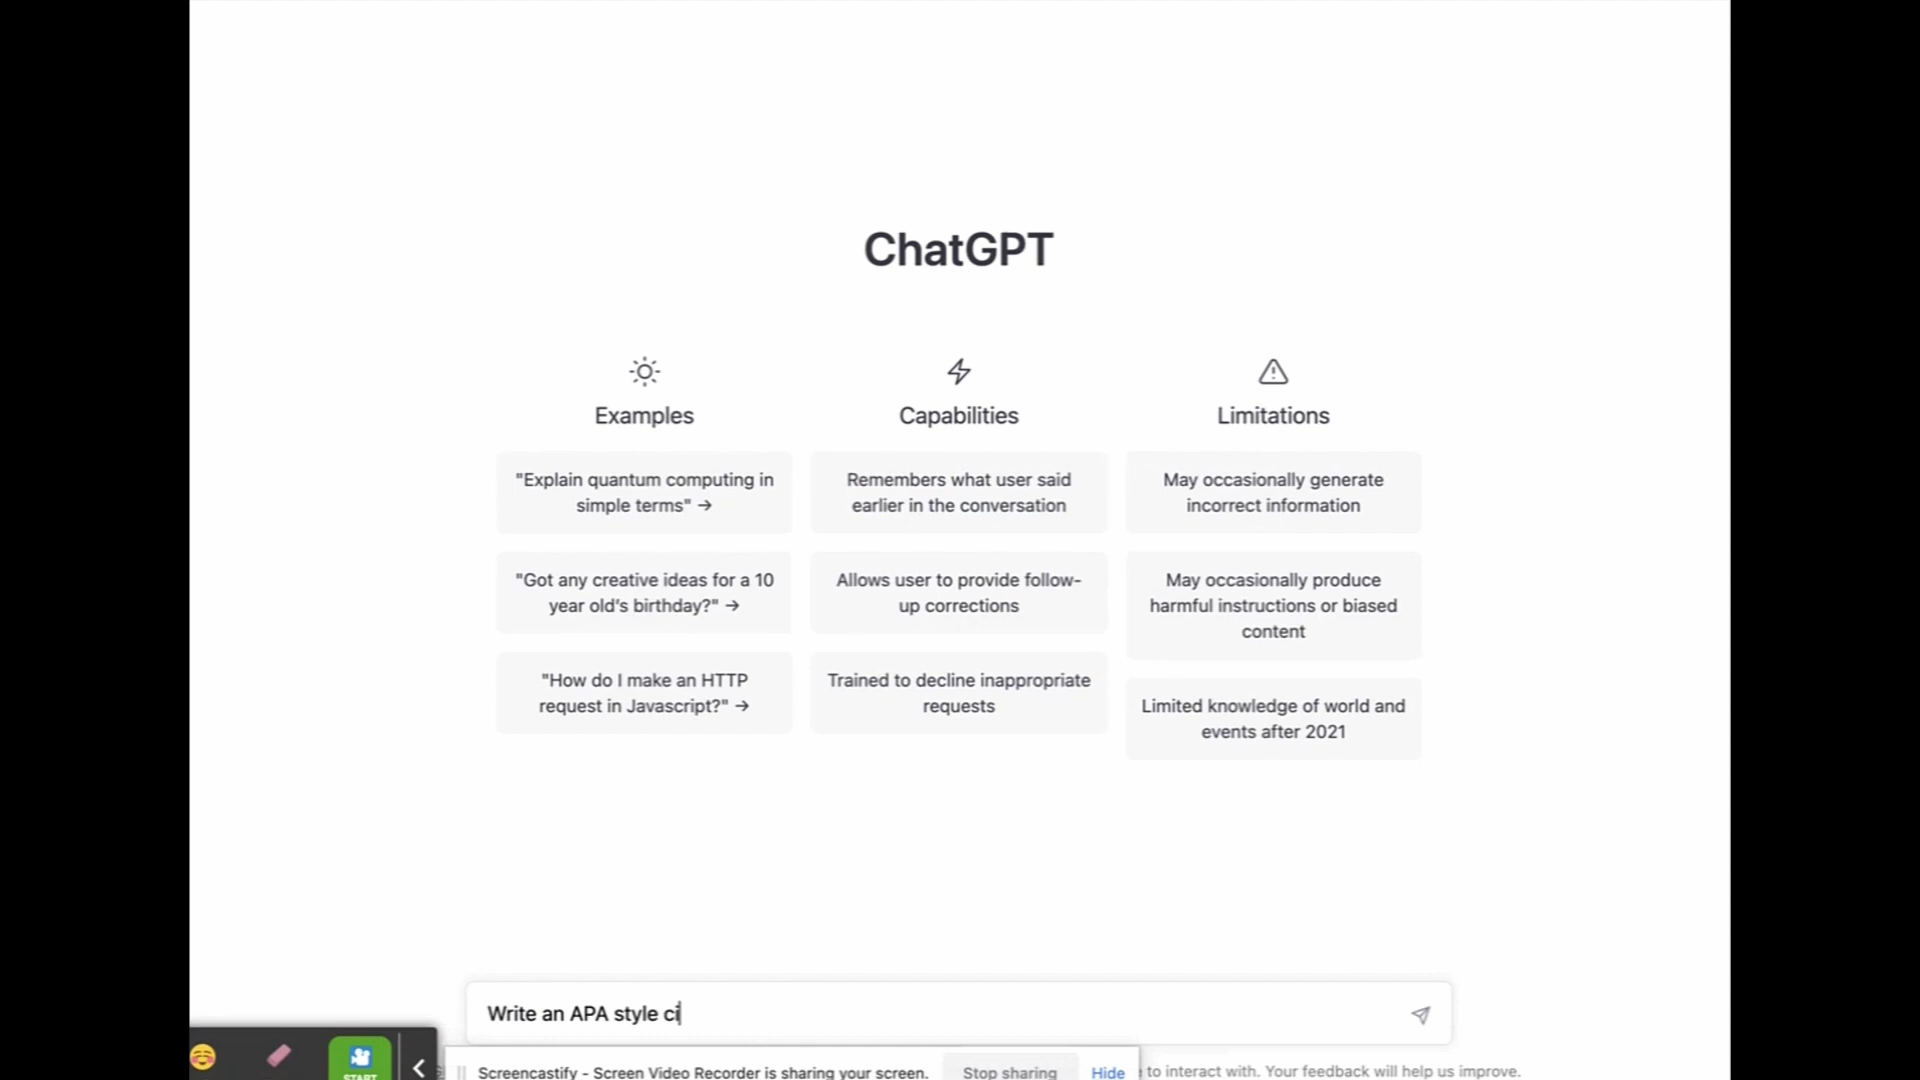 ChatGPT
Examples
Capabilities
Limitations
"Explain quantum computing in
simple terms" →
Remembers what user said
earlier in the conversation
May occasionally generate
incorrect information
"Got any creative ideas for a 10
year old's birthday?" →
Allows user to provide follow-
up corrections
May occasionally produce
harmful instructions or biased
content
"How do I make an HTTP
request in Javascript?" →
Trained to decline inappropriate
requests
Limited knowledge of world and
events after 2021
Write an APA style ci
START
Screencastify - Screen Video Recorder is sharing your screen.
Stop sharing
Hide
to interact with. Your feedback will help us improve.